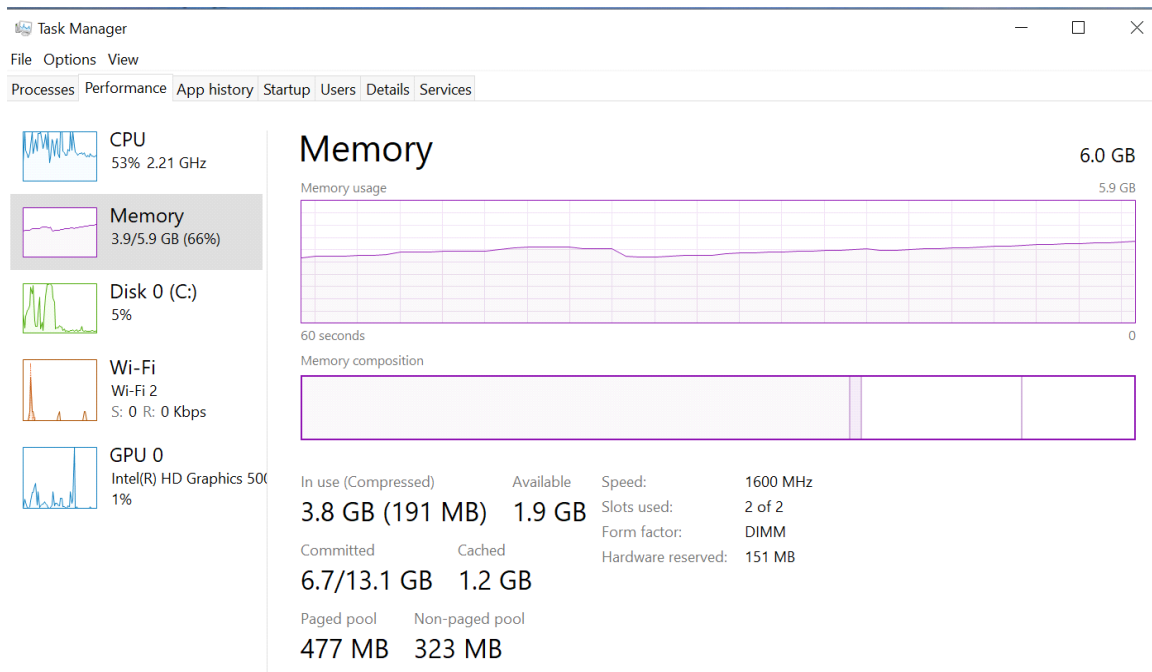 Task Manager
File Options View
Processes Performance App history Startup Users Details Services
CPU
53% 2.21 GHz
Memory
3.9/5.9 GB (66%)
Disk 0 (C:)
5%
Wi-Fi
Wi-Fi 2
S: 0 R: 0 Kbps
GPU 0
Intel(R) HD Graphics 500
1%
Memory 6.0 GB
Memory usage 5.9 GB
60 seconds 0
Memory composition
In use (Compressed) Available
3.8 GB (191 MB) 1.9 GB
Committed Cached
6.7/13.1 GB 1.2 GB
Paged pool Non-paged pool
477 MB 323 MB
Speed: 1600 MHz
Slots used: 2 of 2
Form factor: DIMM
Hardware reserved: 151 MB